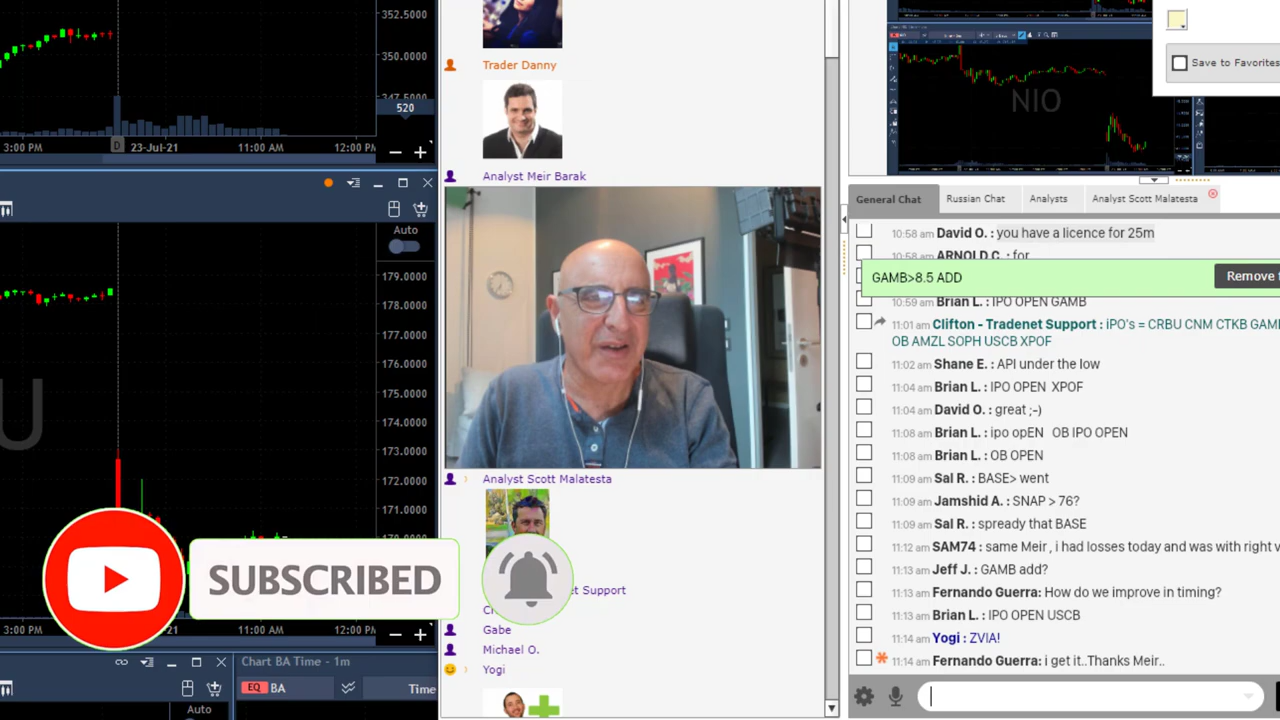 352.5000
350.0000
347.5000
520
3:00 PM
23-Jul-21
11:00 AM
12:00 PM
Auto
179.0000
178.0000
177.0000
176.0000
175.0000
174.0000
173.0000
172.0000
171.0000
U
SUBSCRIBED
3:00 PM
21
11:00 AM
12:00 PM
Chart BA Time - 1m
EQ BA
Time
Auto
Trader Danny
Analyst Meir Barak
Analyst Scott Malatesta
et Support
Gabe
Michael O.
Yogi
NIO
Save to Favorites
General Chat
Russian Chat
Analysts
Analyst Scott Malatesta
10:58 am David O. : you have a licence for 25m
10:58 am ARNOLD C. : for
GAMB>8.5 ADD
Remove
10:59 am Brian L. : IPO OPEN GAMB
11:01 am Clifton - Tradenet Support : iPO's = CRBU CNM CTKB GAM
OB AMZL SOPH USCB XPOF
11:02 am Shane E. : API under the low
11:04 am Brian L. : IPO OPEN XPOF
11:04 am David O. : great ;-)
11:08 am Brian L. : ipo opEN OB IPO OPEN
11:08 am Brian L. : OB OPEN
11:09 am Sal R. : BASE> went
11:09 am Jamshid A. : SNAP > 76?
11:09 am Sal R. : spready that BASE
11:12 am SAM74 : same Meir , i had losses today and was with right v
11:13 am Jeff J. : GAMB add?
11:13 am Fernando Guerra: How do we improve in timing?
11:13 am Brian L. : IPO OPEN USCB
11:14 am Yogi : ZVIA!
11:14 am Fernando Guerra: i get it..Thanks Meir..